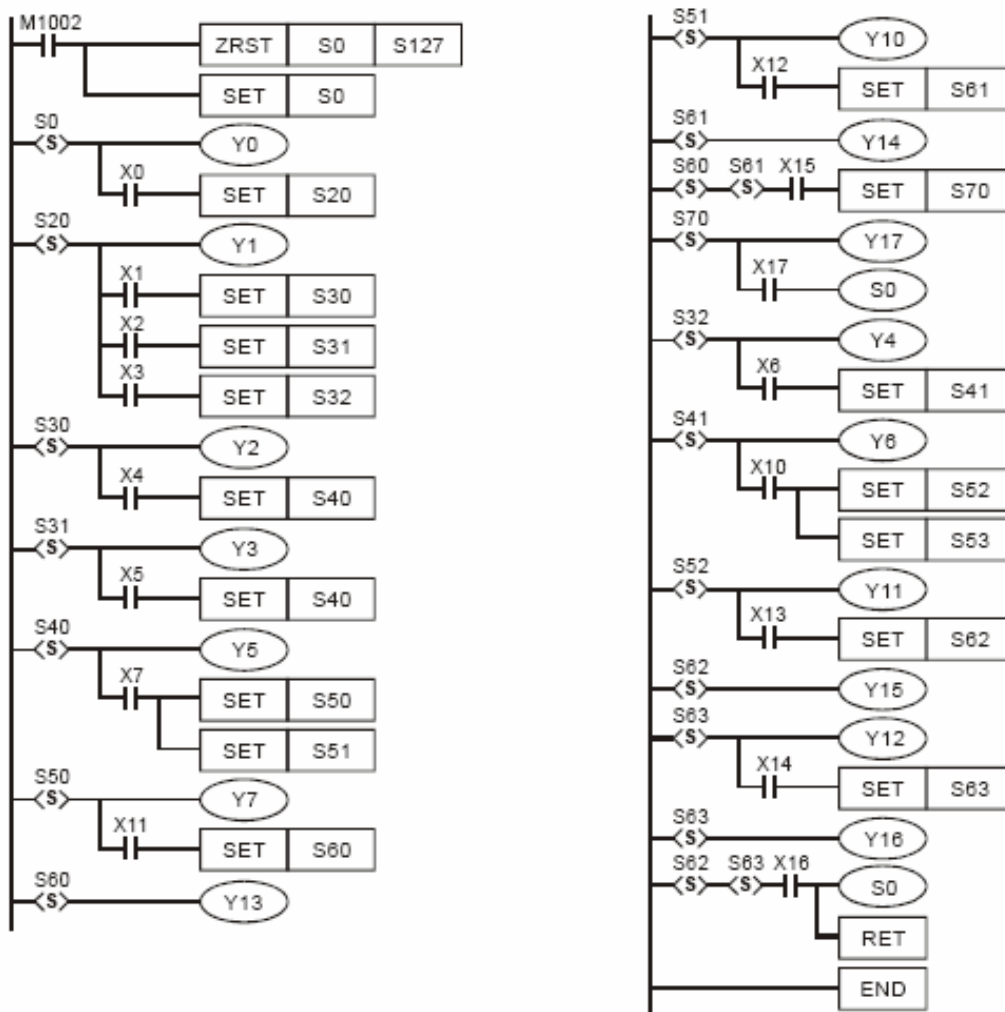 M1002
ZRST S0 S127
SET S0
S0
S Y0
X0
SET S20
S20
S Y1
X1
SET S30
X2
SET S31
X3
SET S32
S30
S Y2
X4
SET S40
S31
S Y3
X5
SET S40
S40
S Y5
X7
SET S50
SET S51
S50
S Y7
X11
SET S60
S60
S Y13
S51
S Y10
X12
SET S61
S61
S Y14
S60 S61 X15
S S SET S70
S70
S Y17
X17
S0
S32
S Y4
X6
SET S41
S41
S Y6
X10
SET S52
SET S53
S52
S Y11
X13
SET S62
S62
S Y15
S63
S Y12
X14
SET S63
S63
S Y16
S62 S63 X16
S S S0
RET
END